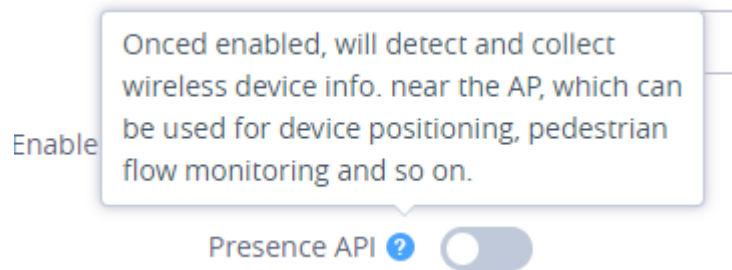 Onced enabled, will detect and collect
wireless device info. near the AP, which can
be used for device positioning, pedestrian
flow monitoring and so on.
Enable
Presence API ?